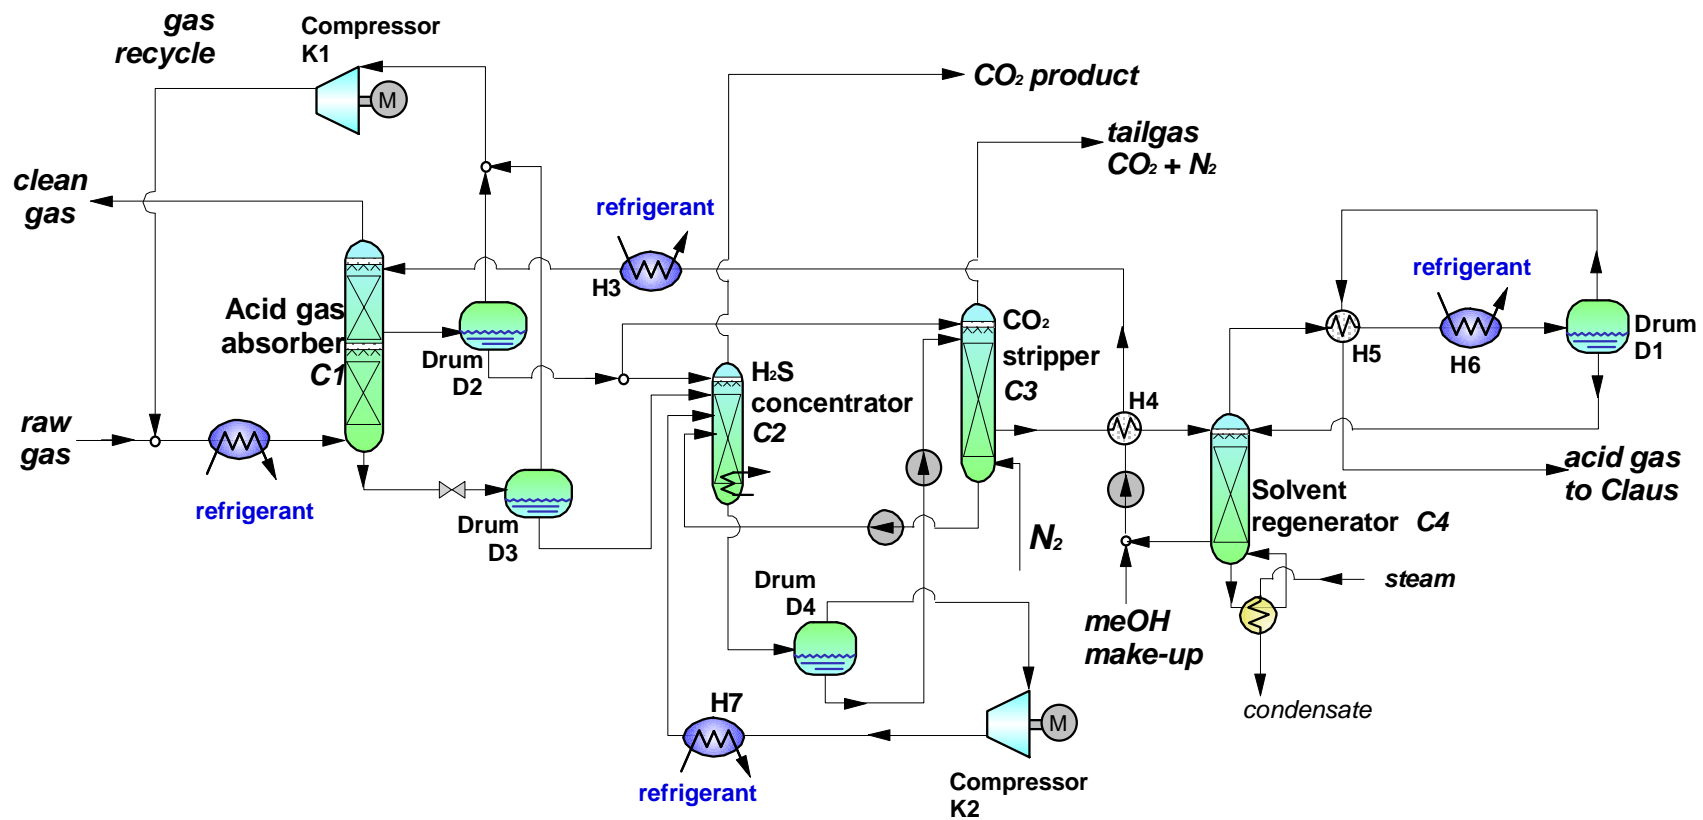 gas
recycle
Compressor
K1
M
CO₂ product
tailgas
CO₂ + N₂
clean
gas
refrigerant
H3
refrigerant
Acid gas
absorber
C1
Drum
D2
CO₂
stripper
C3
H5
H6
Drum
D1
H₂S
concentrator
C2
H4
raw
gas
refrigerant
Drum
D3
N₂
acid gas
to Claus
Solvent
regenerator C4
steam
Drum
D4
meOH
make-up
H7
M
condensate
refrigerant
Compressor
K2